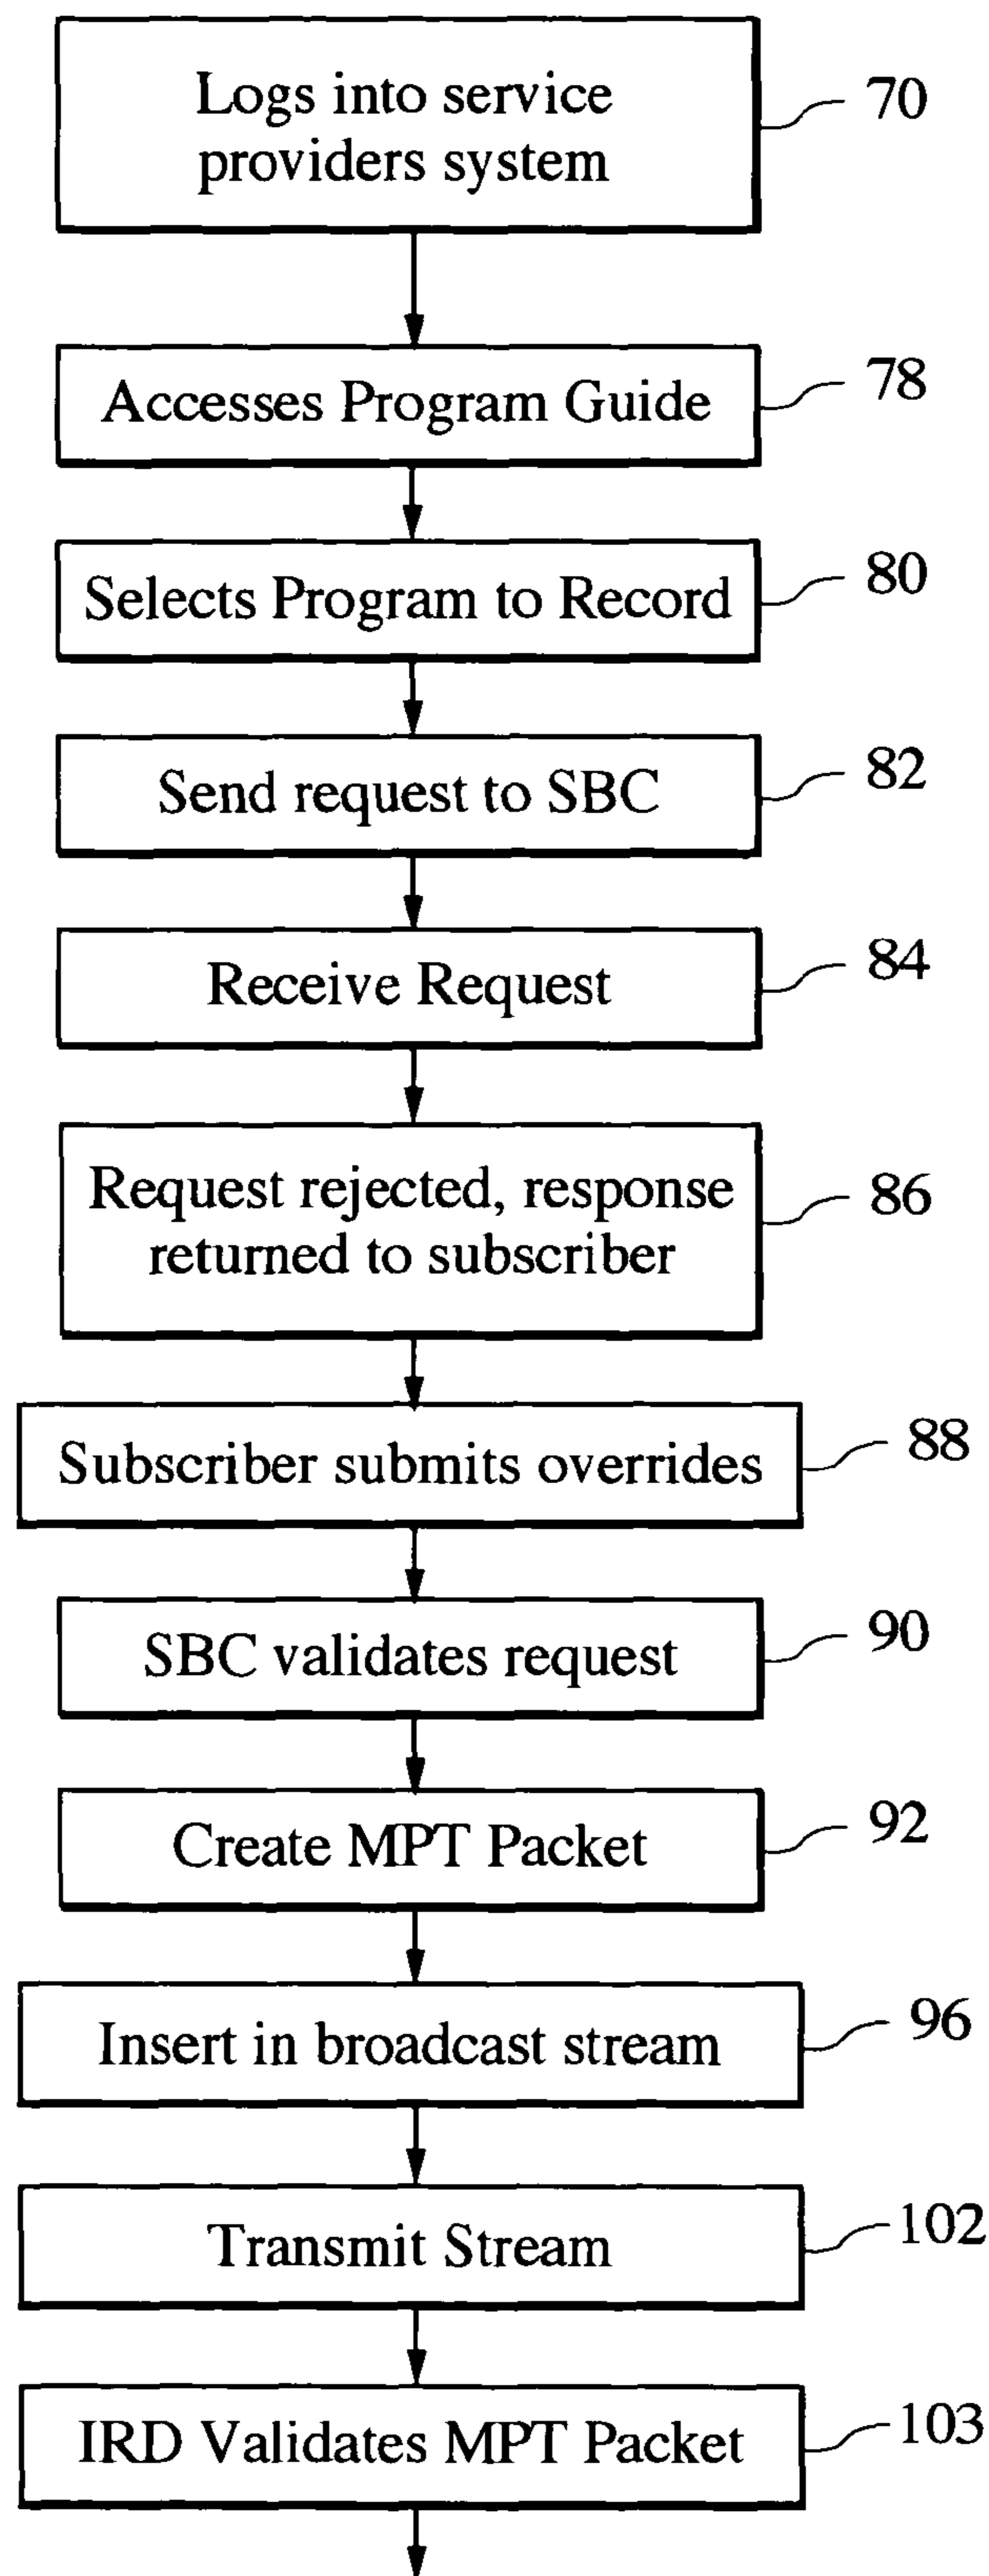 Logs into service
providers system
70
Accesses Program Guide
78
Selects Program to Record
80
Send request to SBC
82
Receive Request
84
Request rejected, response
returned to subscriber
86
Subscriber submits overrides
88
SBC validates request
90
Create MPT Packet
92
Insert in broadcast stream
96
Transmit Stream
102
IRD Validates MPT Packet
103